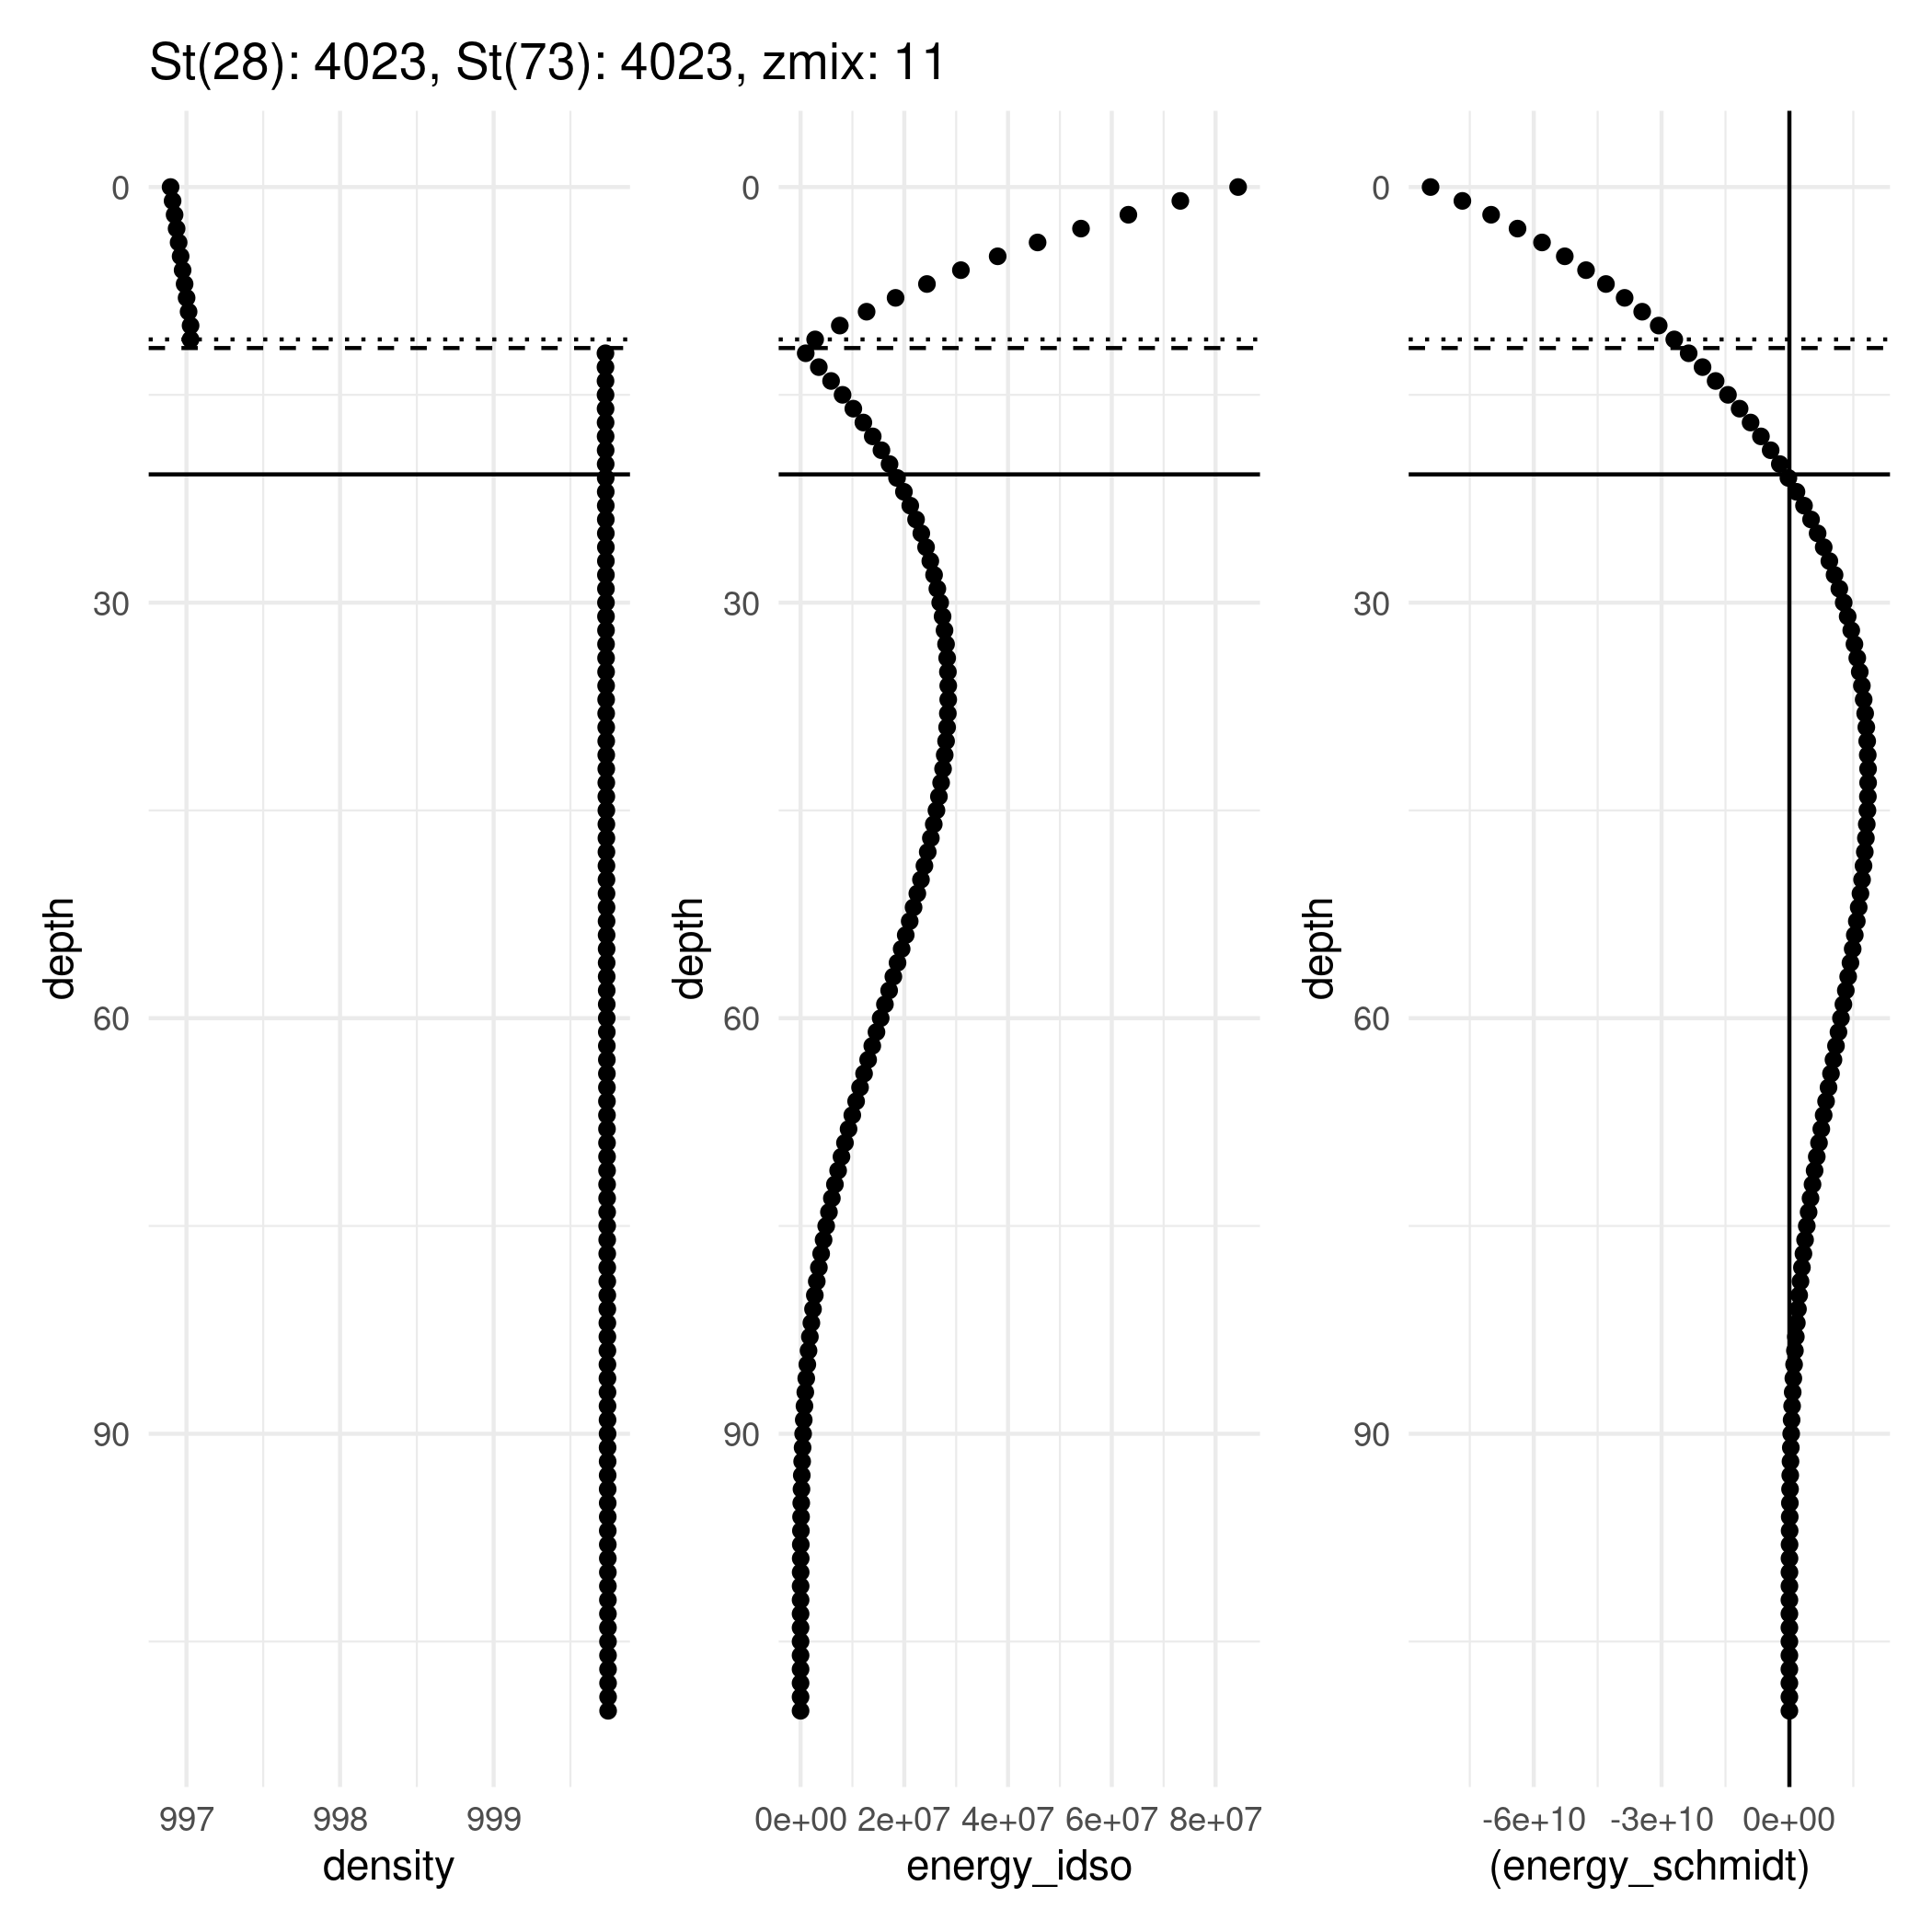 St(28): 4023, St(73): 4023, zmix: 11
0
30
60
90
depth
997 998 999
density
0
30
60
90
depth
0e+00 2e+07 4e+07 6e+07 8e+07
energy_idso
0
30
60
90
depth
-6e+10 -3e+10 0e+00
(energy_schmidt)